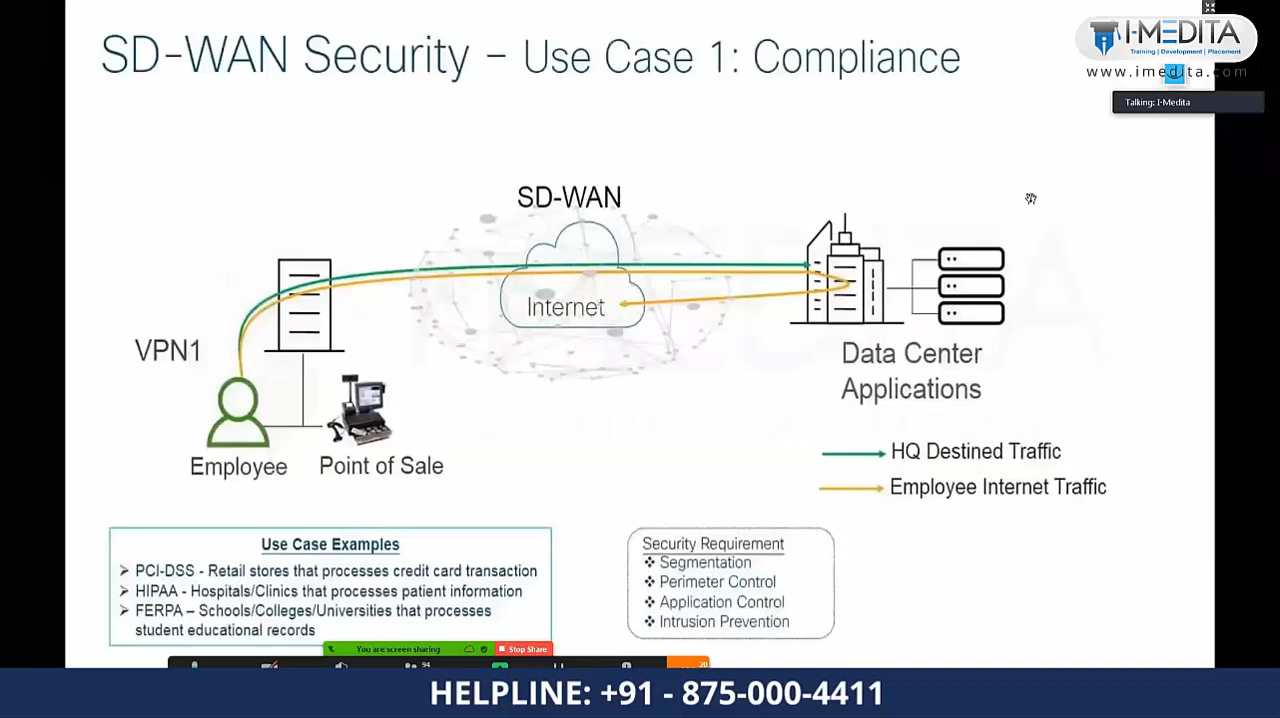 SD-WAN Security – Use Case 1: Compliance
I-MEDITA
Training | Development | Placement
www.imedita.com
Talking: I-Medita
SD-WAN
Internet
VPN1
Data Center
Applications
Employee
Point of Sale
HQ Destined Traffic
Employee Internet Traffic
Use Case Examples
PCI-DSS - Retail stores that processes credit card transaction
HIPAA - Hospitals/Clinics that processes patient information
FERPA – Schools/Colleges/Universities that processes
student educational records
Security Requirement
Segmentation
Perimeter Control
Application Control
Intrusion Prevention
You are screen sharing
Stop Share
94
20
HELPLINE: +91 - 875-000-4411